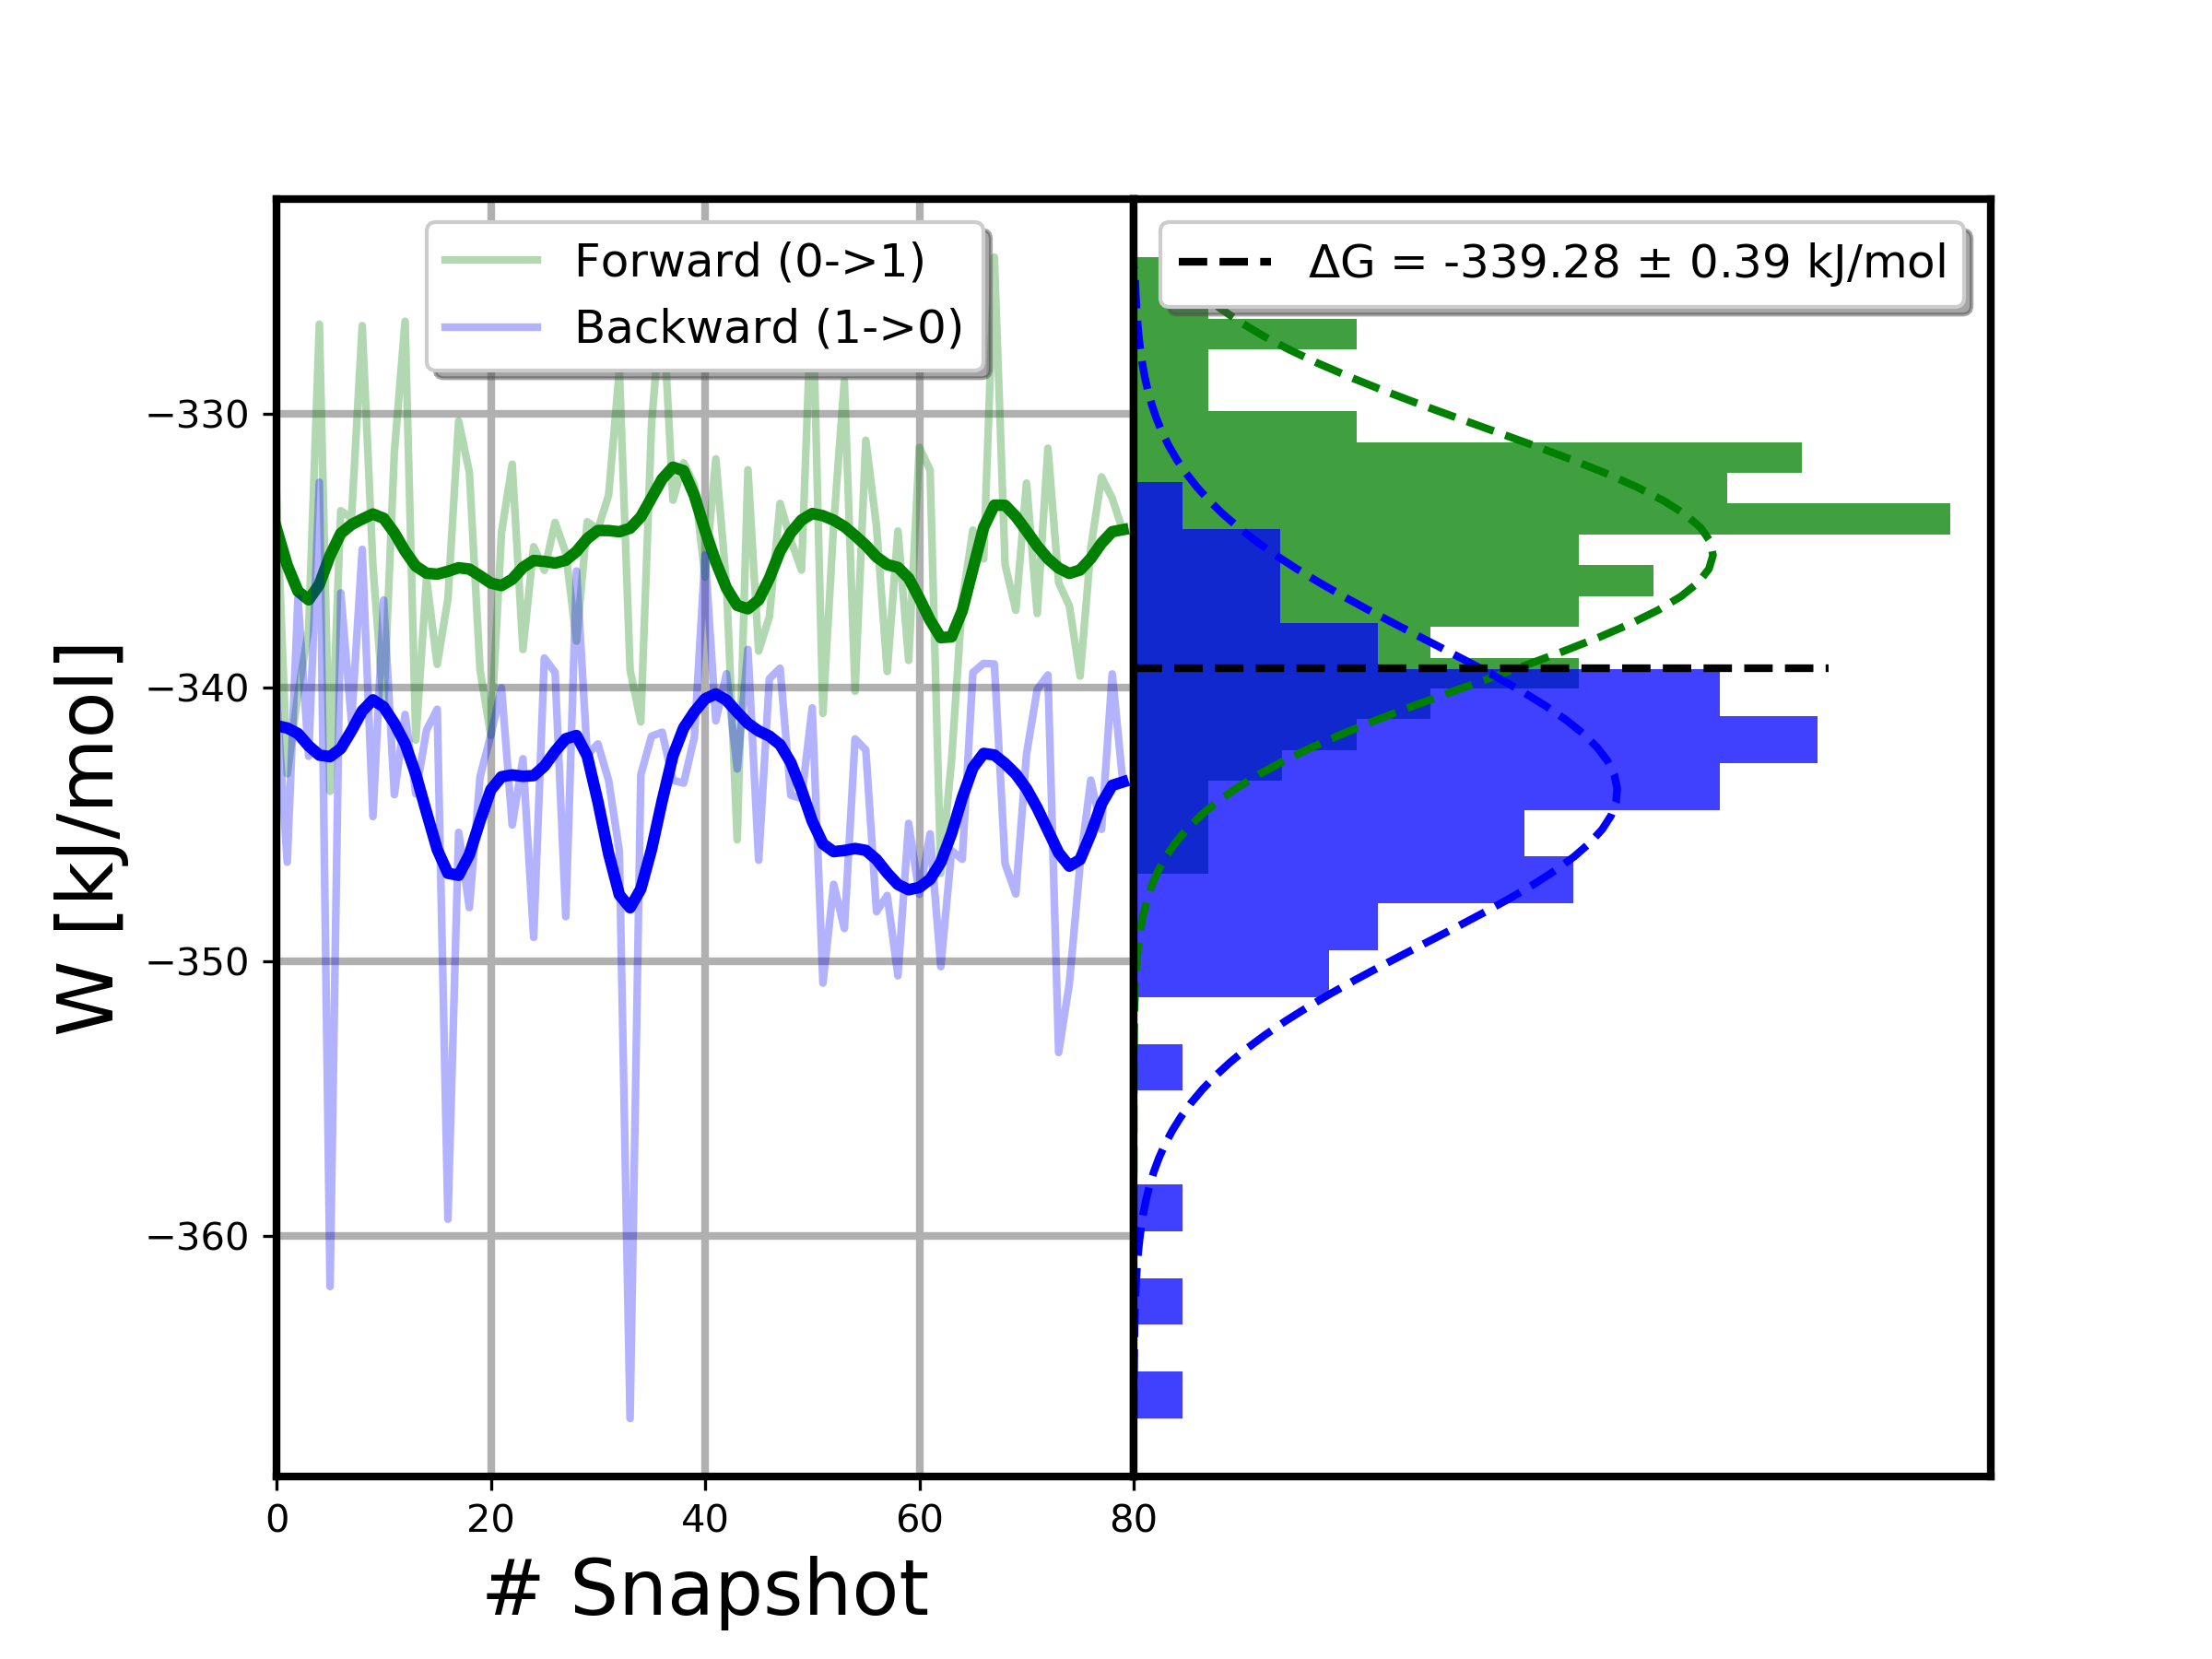 Forward (0->1)
Backward (1->0)
ΔG = -339.28 ± 0.39 kJ/mol
W [kJ/mol]
−330
−340
−350
−360
0 20 40 60 80
# Snapshot